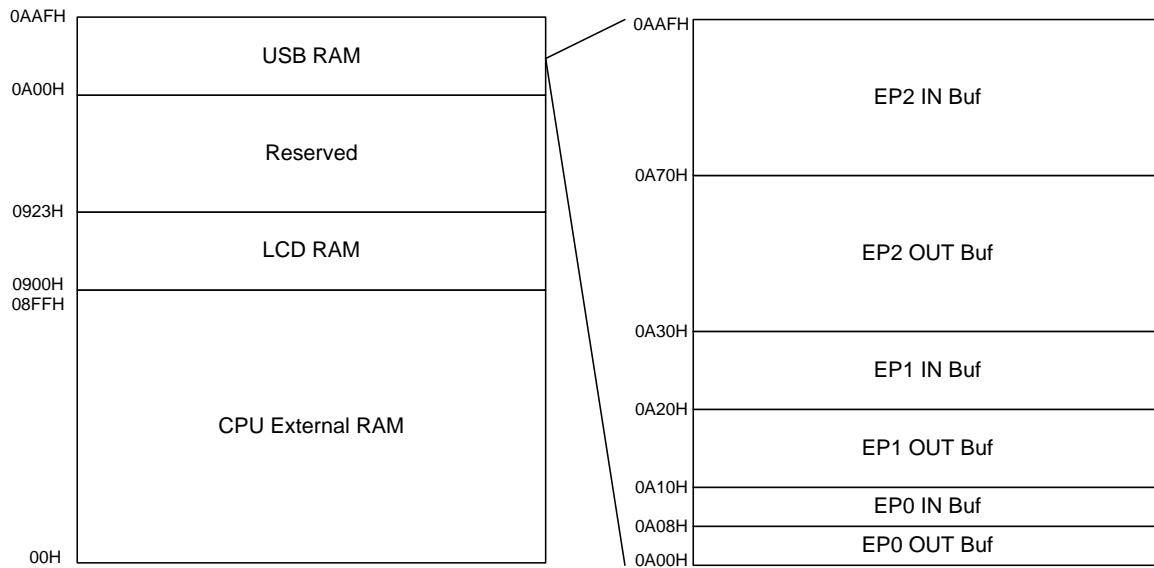 0AAFH
USB RAM
0A00H
Reserved
0923H
LCD RAM
0900H
08FFH
CPU External RAM
00H
0AAFH
EP2 IN Buf
0A70H
EP2 OUT Buf
0A30H
EP1 IN Buf
0A20H
EP1 OUT Buf
0A10H
EP0 IN Buf
0A08H
EP0 OUT Buf
0A00H